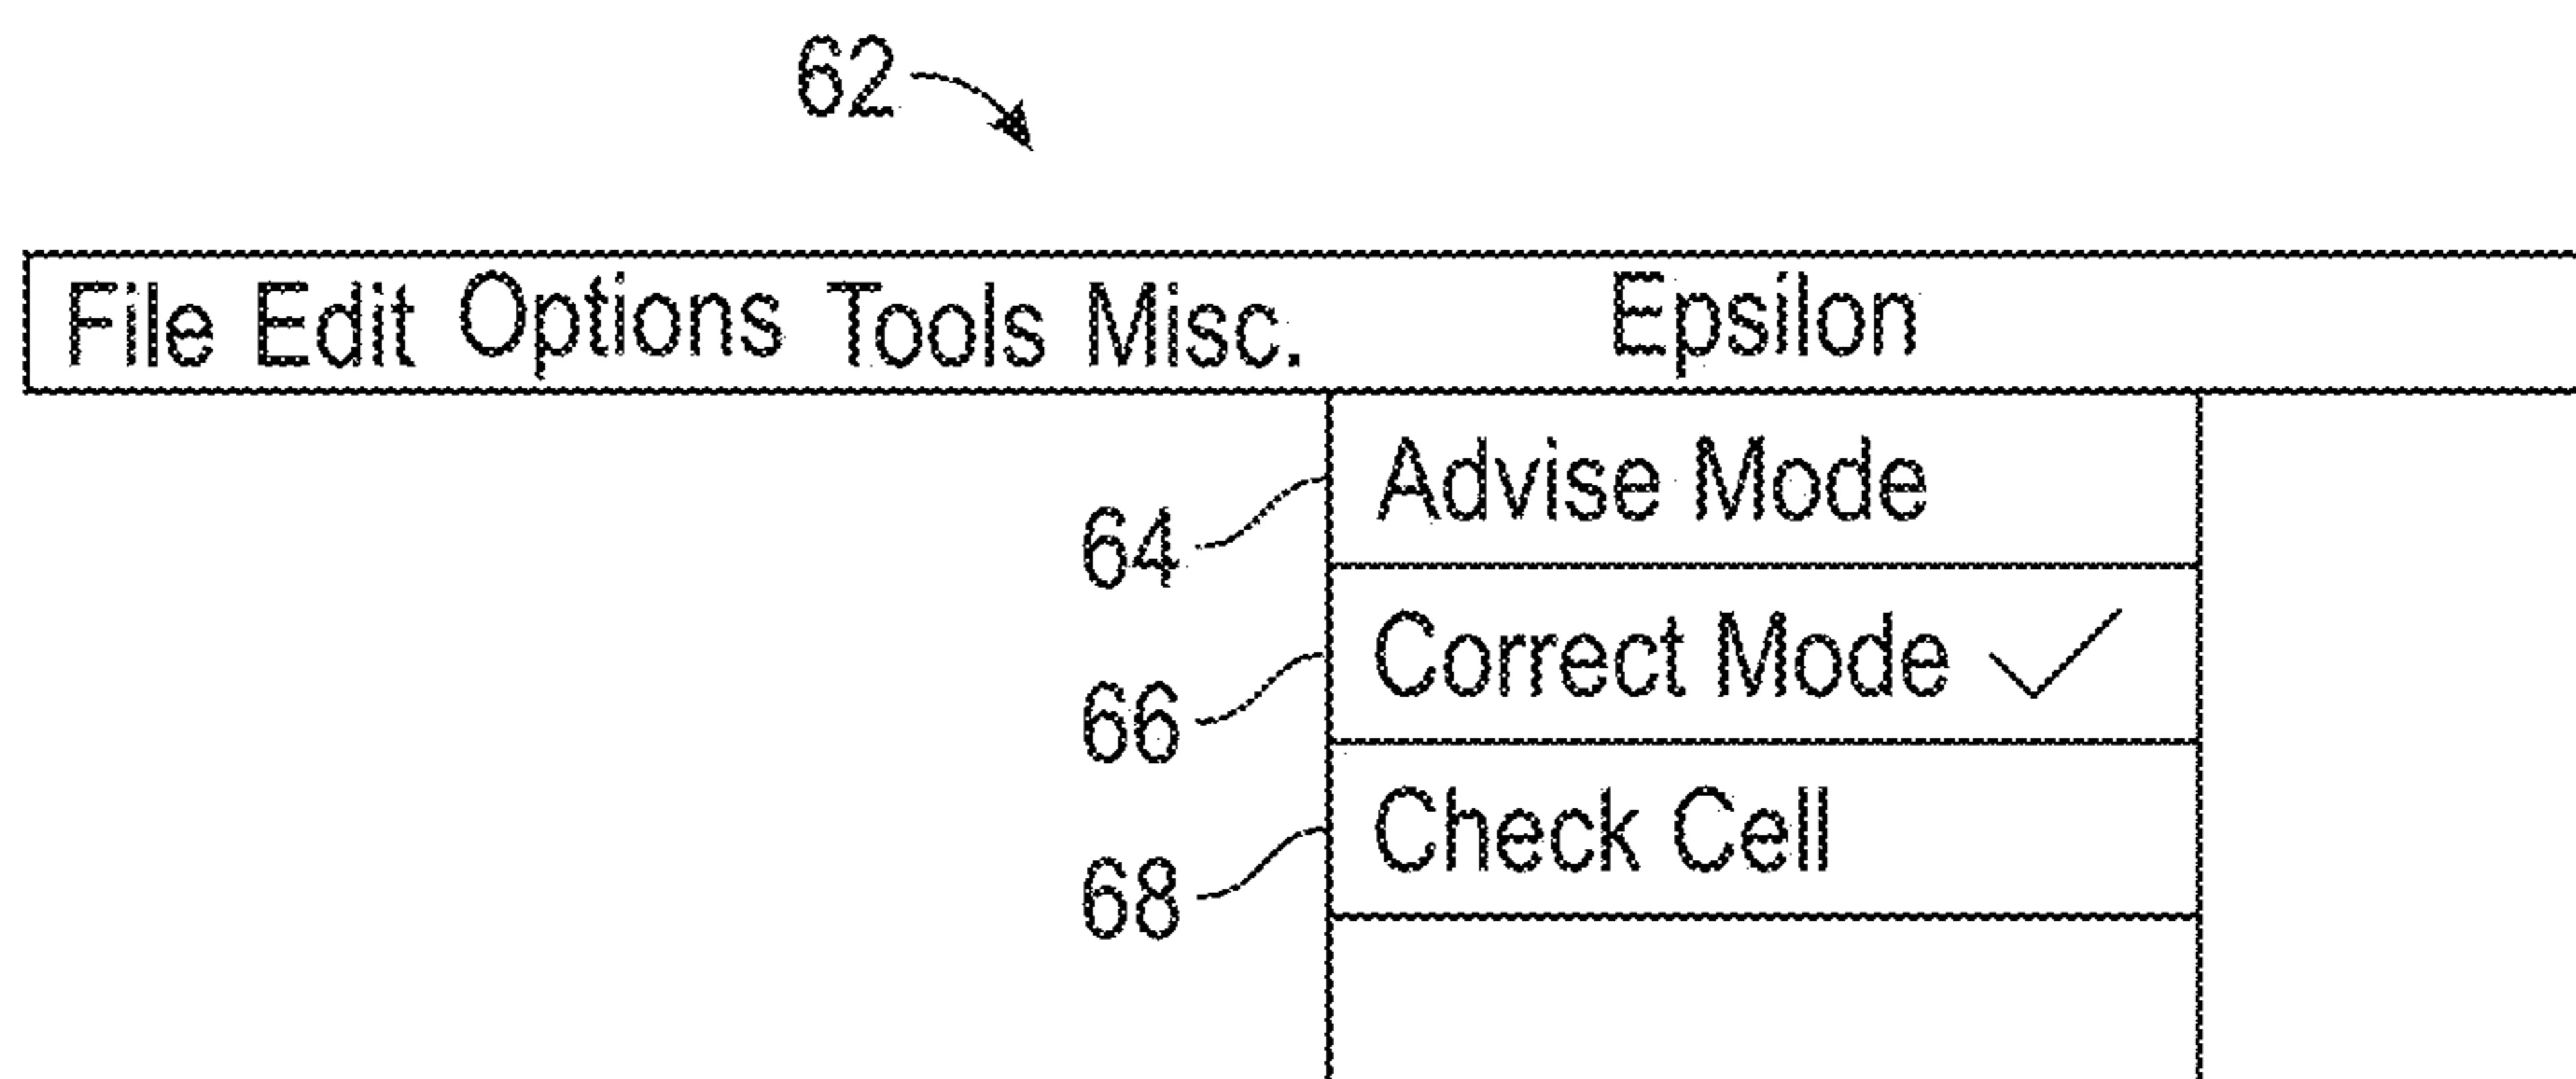 62
File Edit Options Tools Misc. Epsilon
64 Advise Mode
66 Correct Mode
68 Check Cell